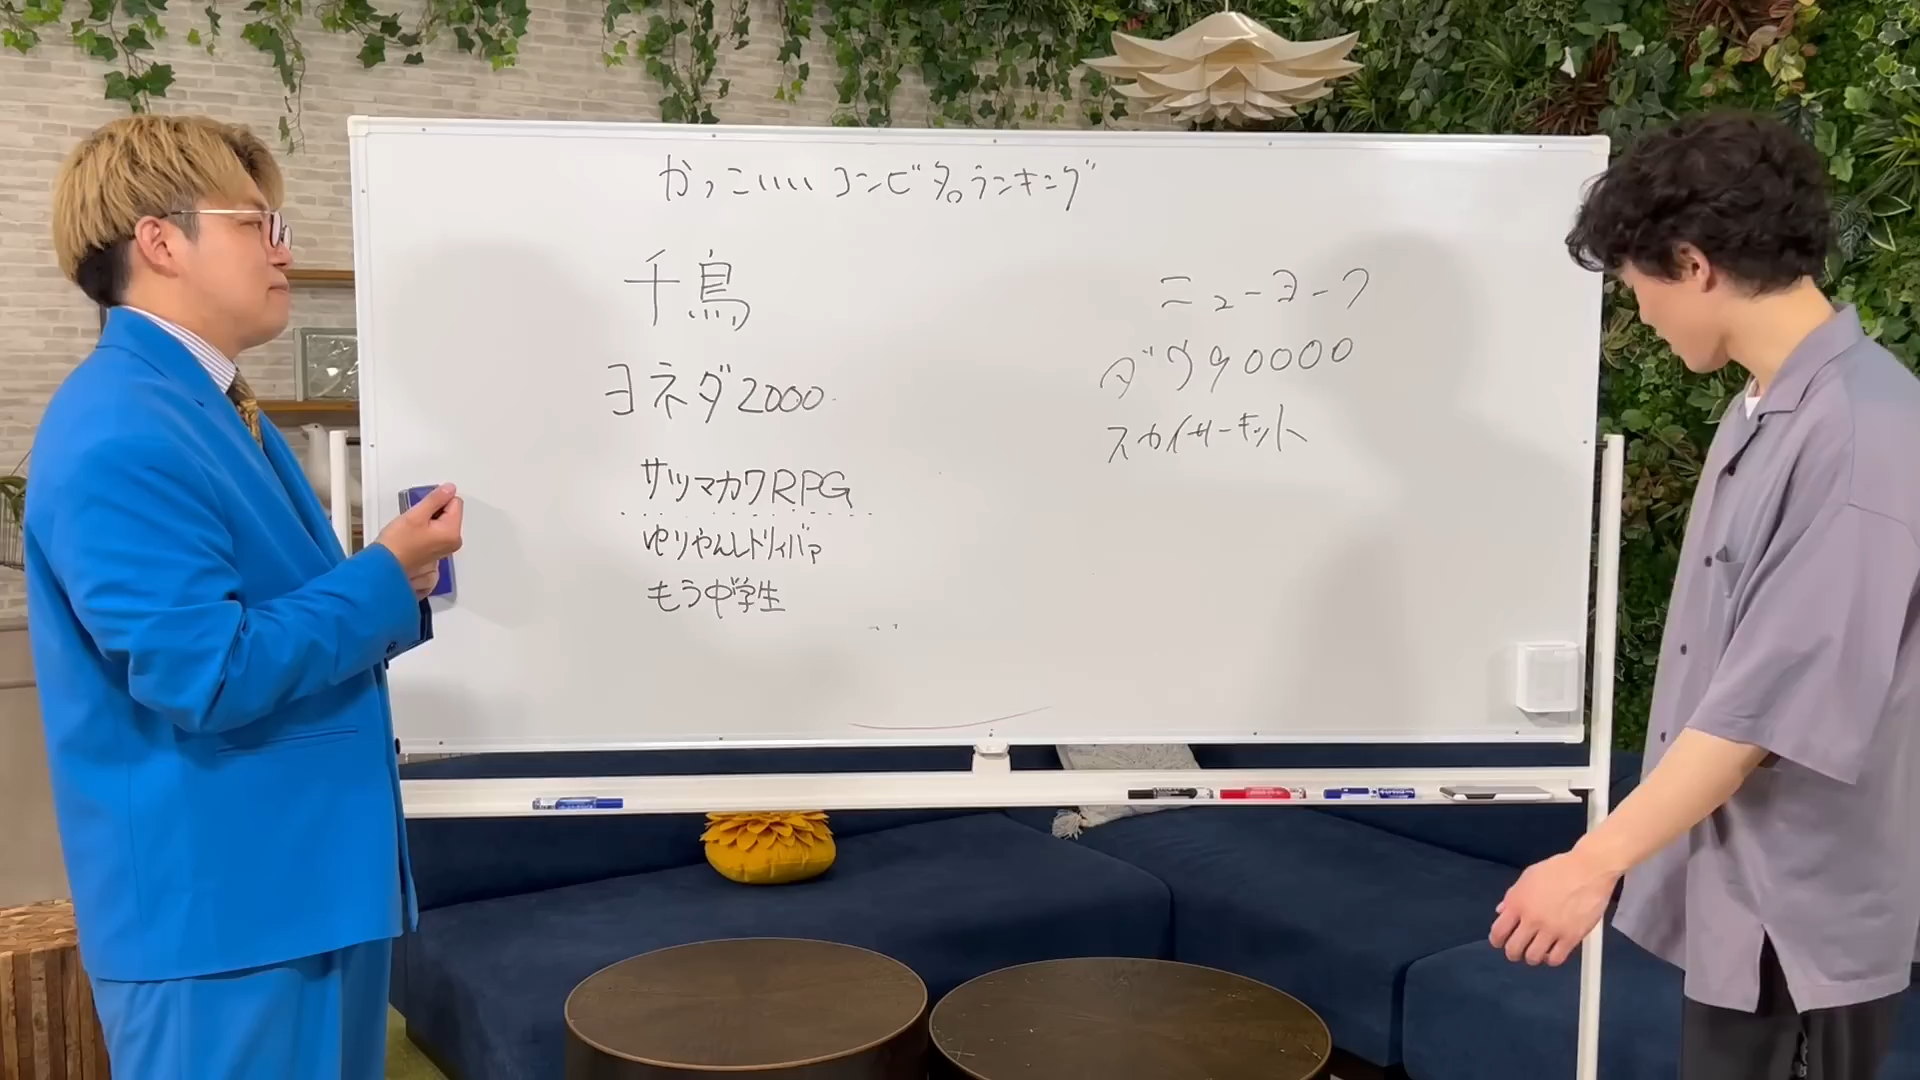 かっこいいコンビ名ランキング
千鳥
ヨネダ2000
サツマカワRPG
ゆりやんレトリィバァ
もう中学生
ニューヨーク
ダウ90000
スカイサーキット